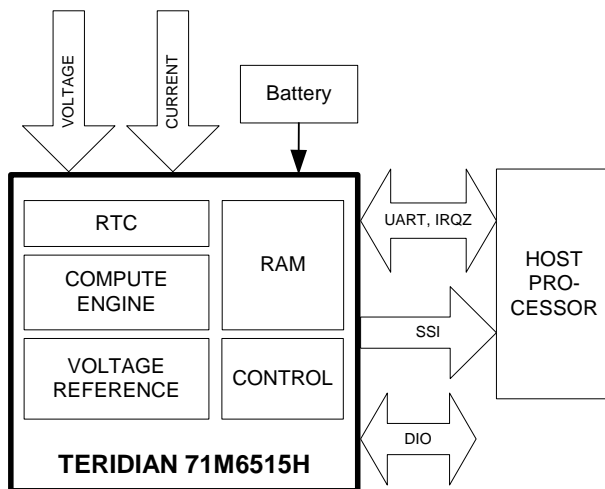 VOLTAGE
CURRENT
Battery
RTC
COMPUTE
ENGINE
VOLTAGE
REFERENCE
RAM
CONTROL
TERIDIAN 71M6515H
UART, IRQZ
SSI
DIO
HOST
PRO-
CESSOR